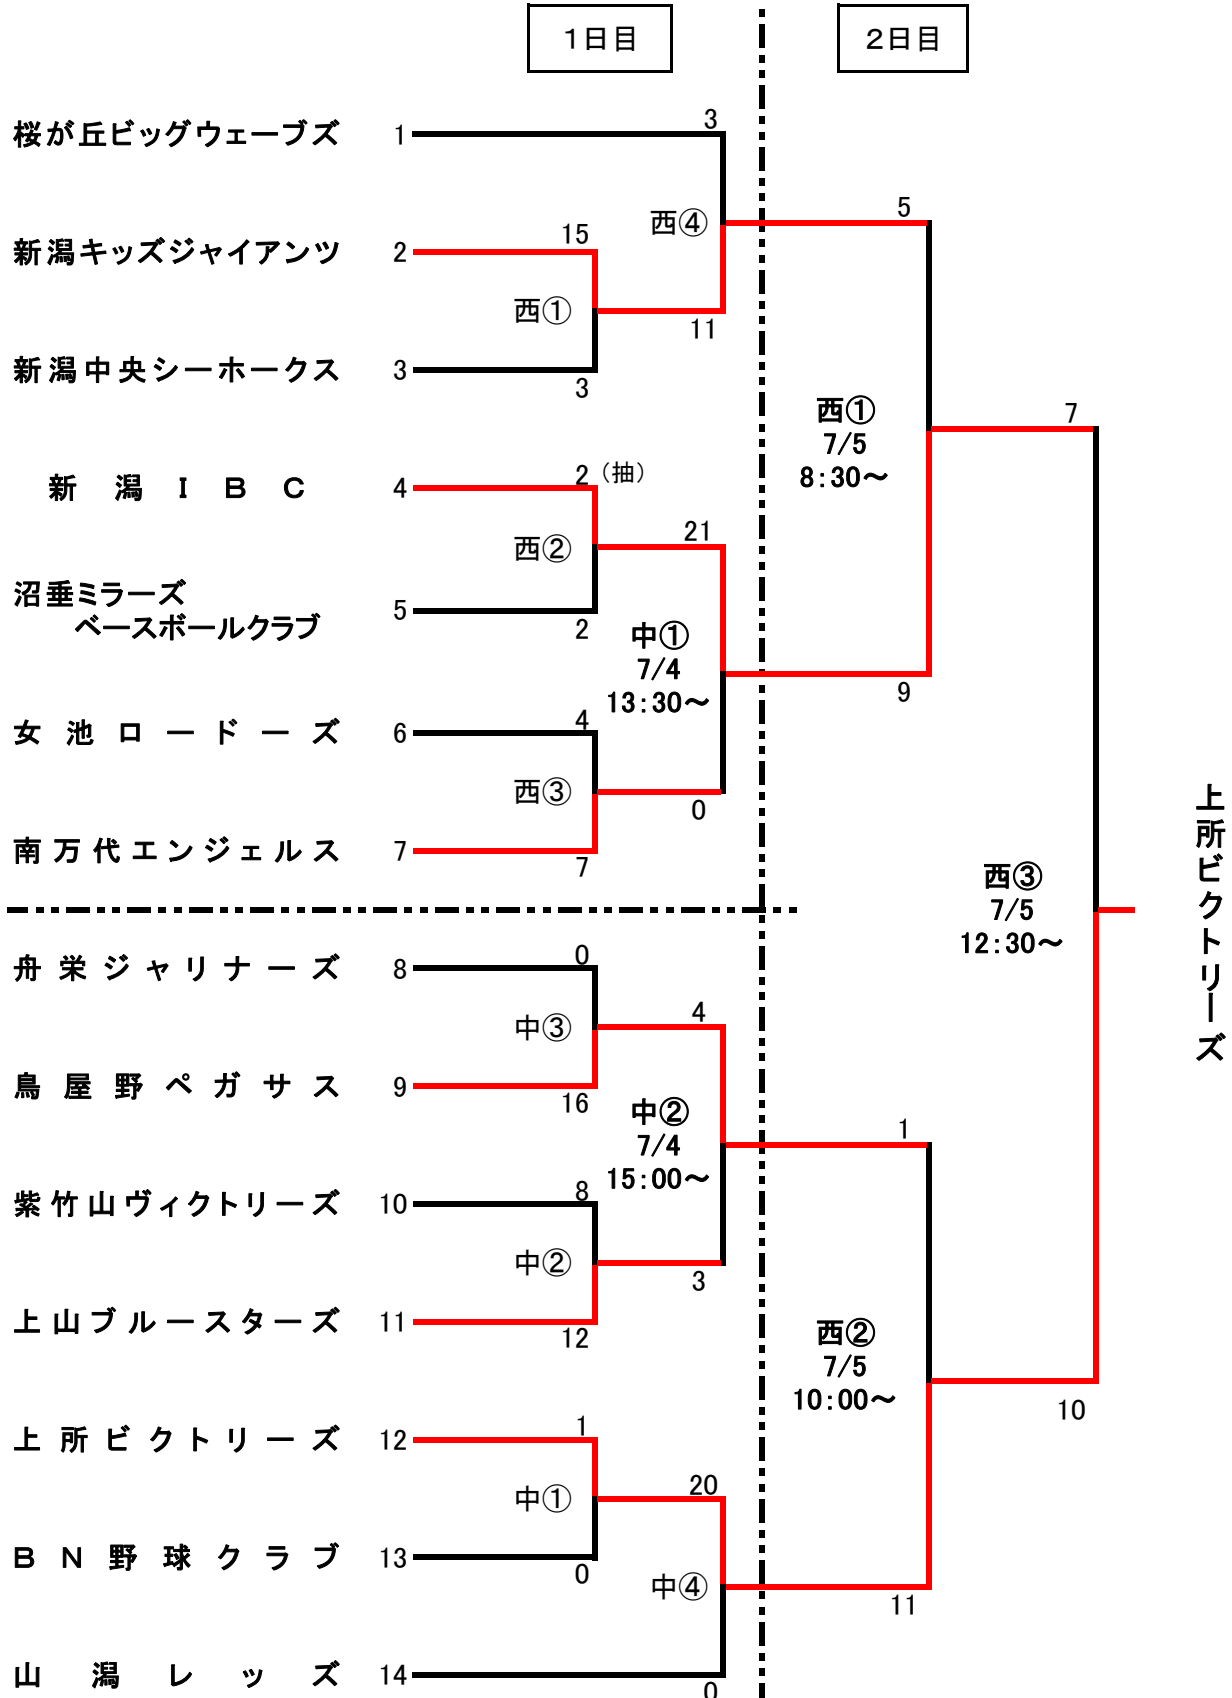 1日目
2日目
桜が丘ビッグウェーブズ 1
3
西④
5
新潟キッズジャイアンツ 2
15
西①
11
新潟中央シーホークス 3
3
西①
7/5
8:30～
7
新潟ＩＢＣ 4
2（抽）
西②
21
沼垂ミラーズ
ベースボールクラブ 5
2
中①
7/4
13:30～
9
女池ロードーズ 6
4
西③
0
南万代エンジェルス 7
7
西③
7/5
12:30～
上所ビクトリーズ
舟栄ジャリナーズ 8
0
中③
4
鳥屋野ペガサス 9
16
中②
7/4
15:00～
1
紫竹山ヴィクトリーズ 10
8
中②
3
上山ブルースターズ 11
12
西②
7/5
10:00～
10
上所ビクトリーズ 12
1
中①
20
ＢＮ野球クラブ 13
0
中④
11
山潟レッズ 14
0